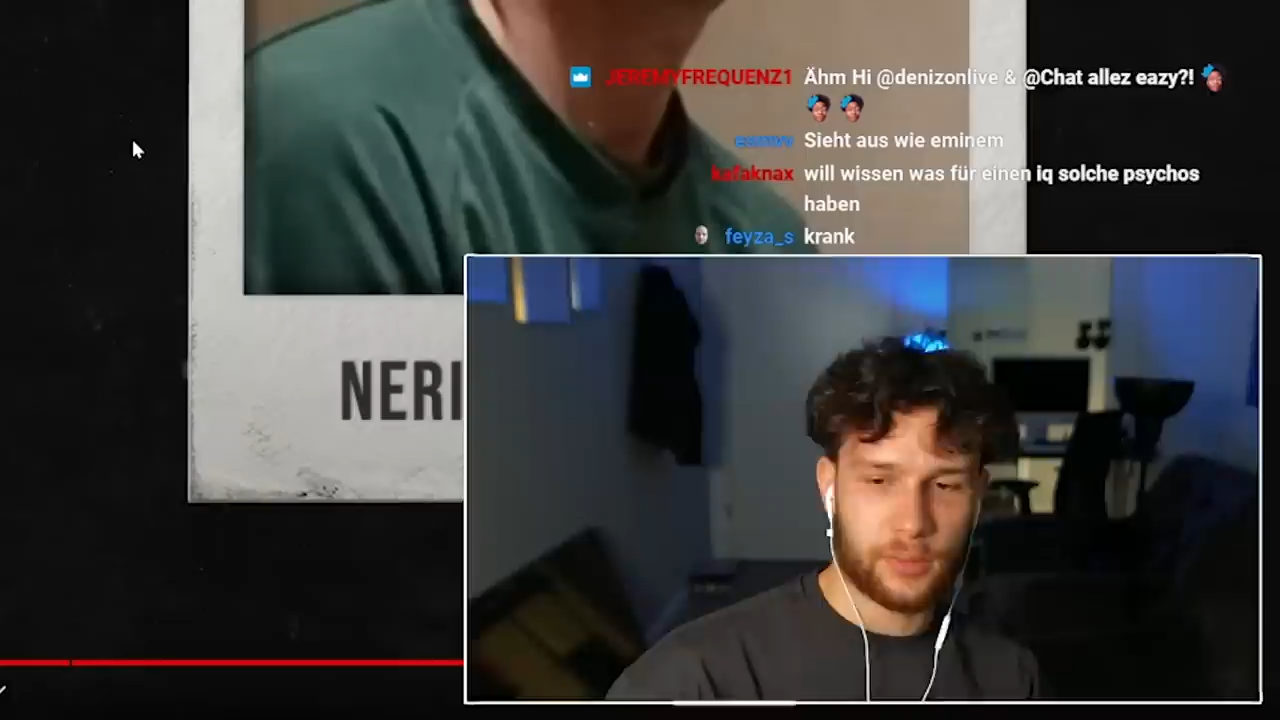 JEREMYFREQUENZ1 Ähm Hi @denizonlive & @Chat allez eazy?!
Sieht aus wie eminem
kafaknax will wissen was für einen iq solche psychos
haben
feyza_s krank
NERI